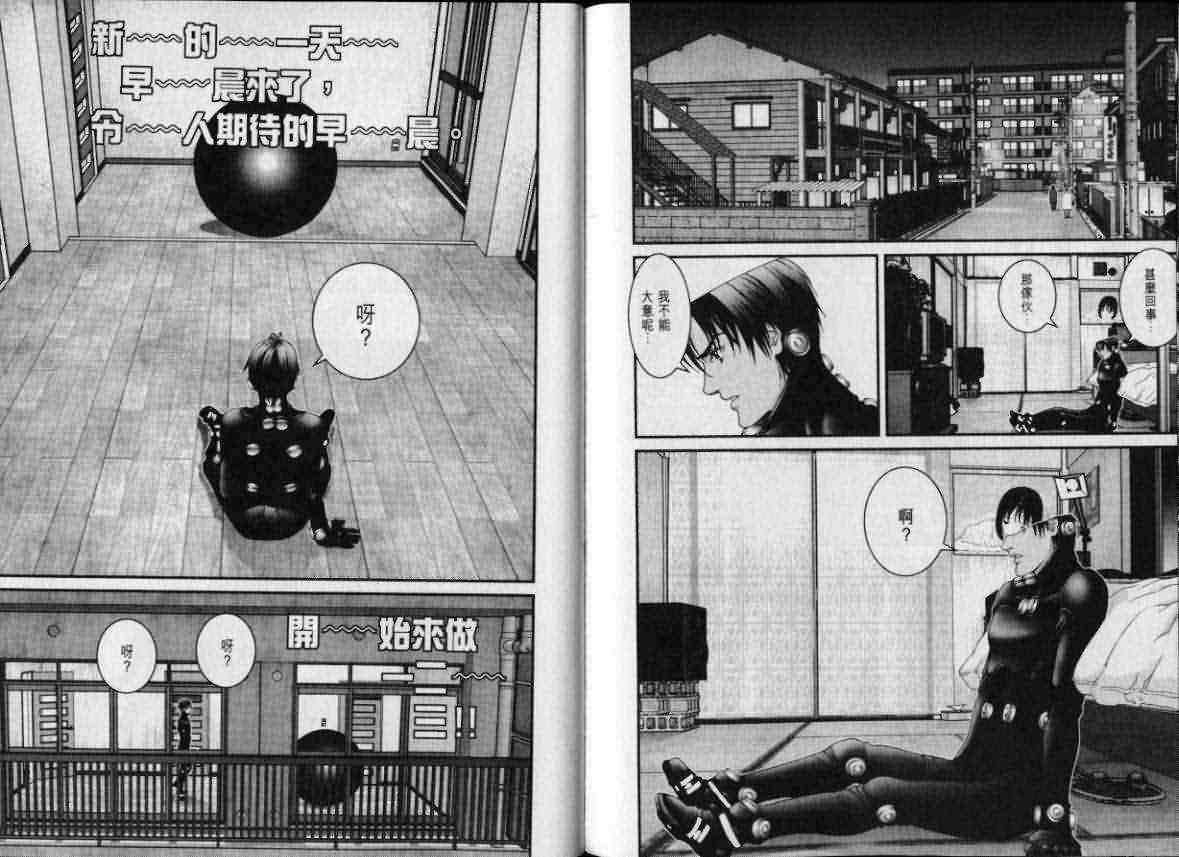 甚麼回事…
那傢伙…
我不能
大意呢…
啊?
新~~的~~一天~~
早~~晨來了，
令~~人期待的早~~晨。
呀?
開~~始來做
一二~~
三!!
呀?
呀?